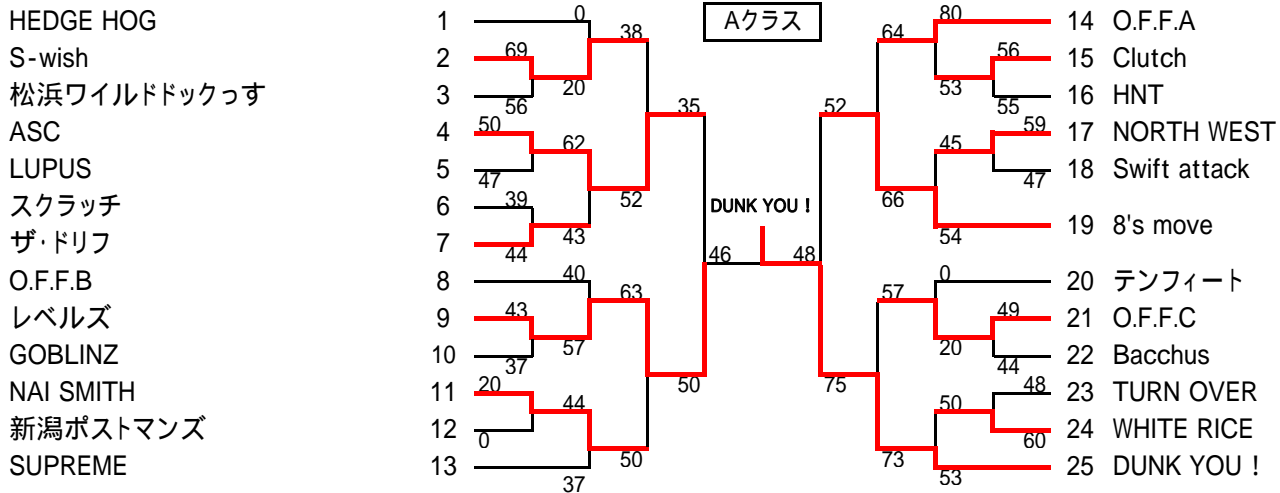 Aクラス
HEDGE HOG 1 0 38 64 80 14 O.F.F.A
S-wish 2 69 20 53 56 15 Clutch
松浜ワイルドドックっす 3 56 55 16 HNT
ASC 4 50 62 35 52 45 59 17 NORTH WEST
LUPUS 5 47 47 18 Swift attack
スクラッチ 6 39 52 DUNK YOU ! 66
ザ・ドリフ 7 44 43 54 19 8's move
O.F.F.B 8 40 63 46 48 57 0 20 テンフィート
レベルズ 9 43 57 20 49 21 O.F.F.C
GOBLINZ 10 37 50 75 44 22 Bacchus
NAI SMITH 11 20 44 50 48 23 TURN OVER
新潟ポストマンズ 12 0 50 73 60 24 WHITE RICE
SUPREME 13 37 53 25 DUNK YOU !